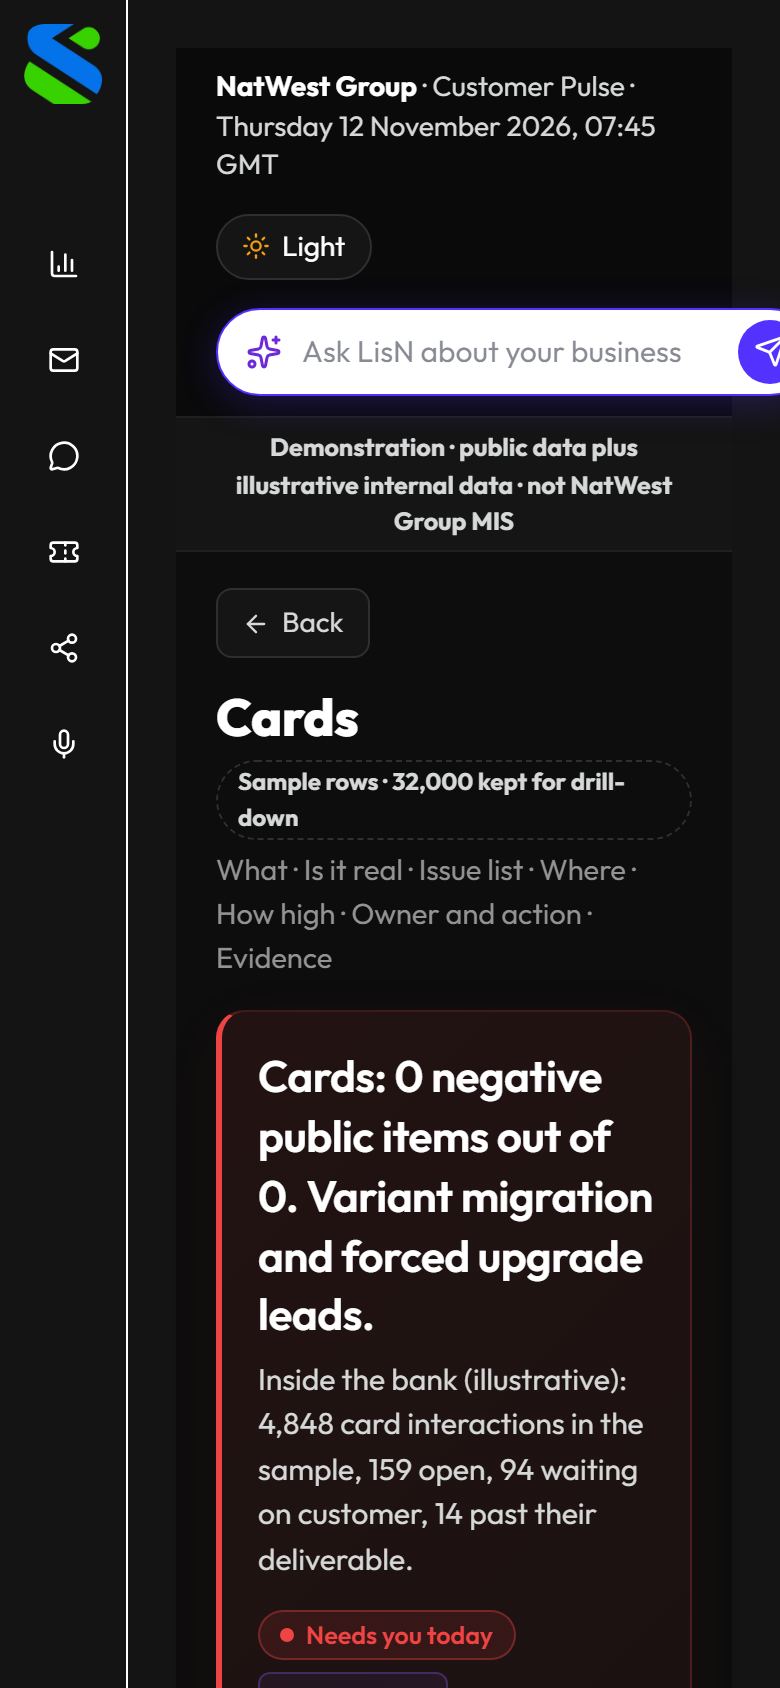 NatWest Group · Customer Pulse ·
Thursday 12 November 2026, 07:45
GMT
Light
Ask LisN about your business
Demonstration · public data plus
illustrative internal data · not NatWest
Group MIS
Back
Cards
Sample rows · 32,000 kept for drill-
down
What · Is it real · Issue list · Where ·
How high · Owner and action ·
Evidence
Cards: 0 negative
public items out of
0. Variant migration
and forced upgrade
leads.
Inside the bank (illustrative):
4,848 card interactions in the
sample, 159 open, 94 waiting
on customer, 14 past their
deliverable.
Needs you today